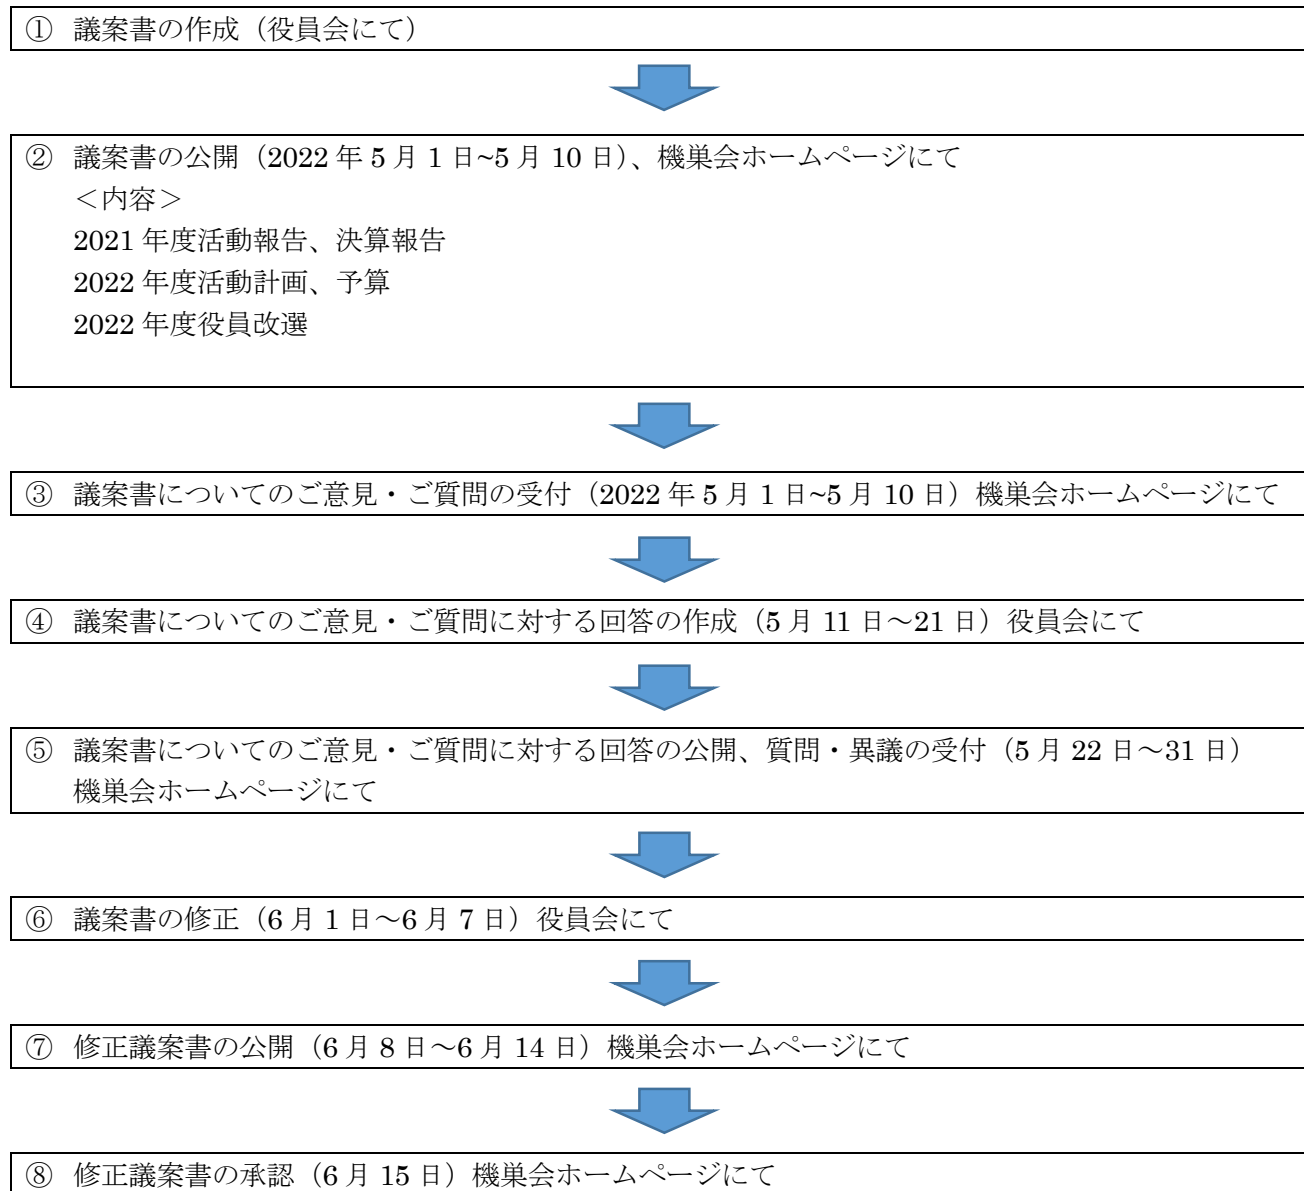 ① 議案書の作成（役員会にて）
② 議案書の公開（2022 年 5 月 1 日~5 月 10 日）、機巣会ホームページにて
＜内容＞
2021 年度活動報告、決算報告
2022 年度活動計画、予算
2022 年度役員改選
③ 議案書についてのご意見・ご質問の受付（2022 年 5 月 1 日~5 月 10 日）機巣会ホームページにて
④ 議案書についてのご意見・ご質問に対する回答の作成（5 月 11 日～21 日）役員会にて
⑤ 議案書についてのご意見・ご質問に対する回答の公開、質問・異議の受付（5 月 22 日～31 日）
機巣会ホームページにて
⑥ 議案書の修正（6 月 1 日～6 月 7 日）役員会にて
⑦ 修正議案書の公開（6 月 8 日～6 月 14 日）機巣会ホームページにて
⑧ 修正議案書の承認（6 月 15 日）機巣会ホームページにて